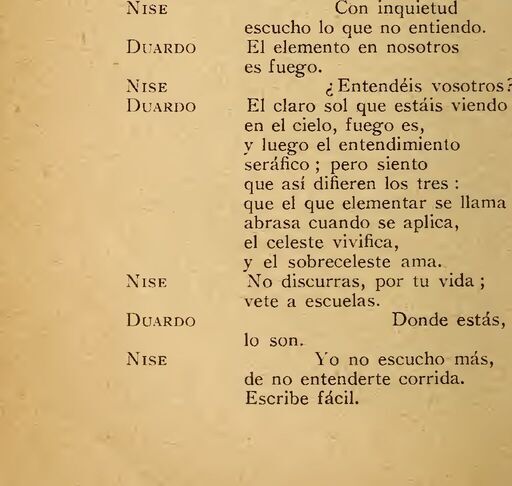 NISE Con inquietud
escucho lo que no entiendo.
DUARDO El elemento en nosotros
es fuego.
NISE ¿Entendéis vosotros?
DUARDO El claro sol que estáis viendo
en el cielo, fuego es,
y luego el entendimiento
seráfico ; pero siento
que así difieren los tres :
que el que elementar se llama
abrasa cuando se aplica,
el celeste vivifica,
y el sobreceleste ama.
NISE No discurras, por tu vida ;
vete a escuelas.
DUARDO Donde estás,
lo son.
NISE Yo no escucho más,
de no entenderte corrida.
Escribe fácil.